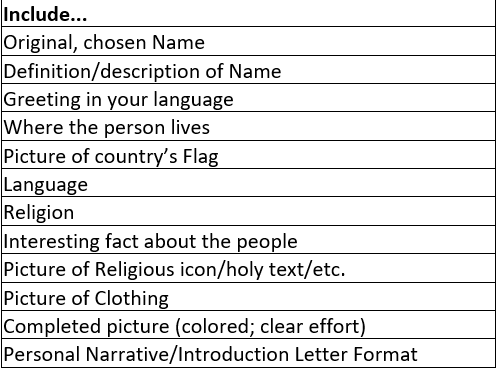 Include...
Original, chosen Name
Definition/description of Name
Greeting in your language
Where the person lives
Picture of country’s Flag
Language
Religion
Interesting fact about the people
Picture of Religious icon/holy text/etc.
Picture of Clothing
Completed picture (colored; clear effort)
Personal Narrative/Introduction Letter Format